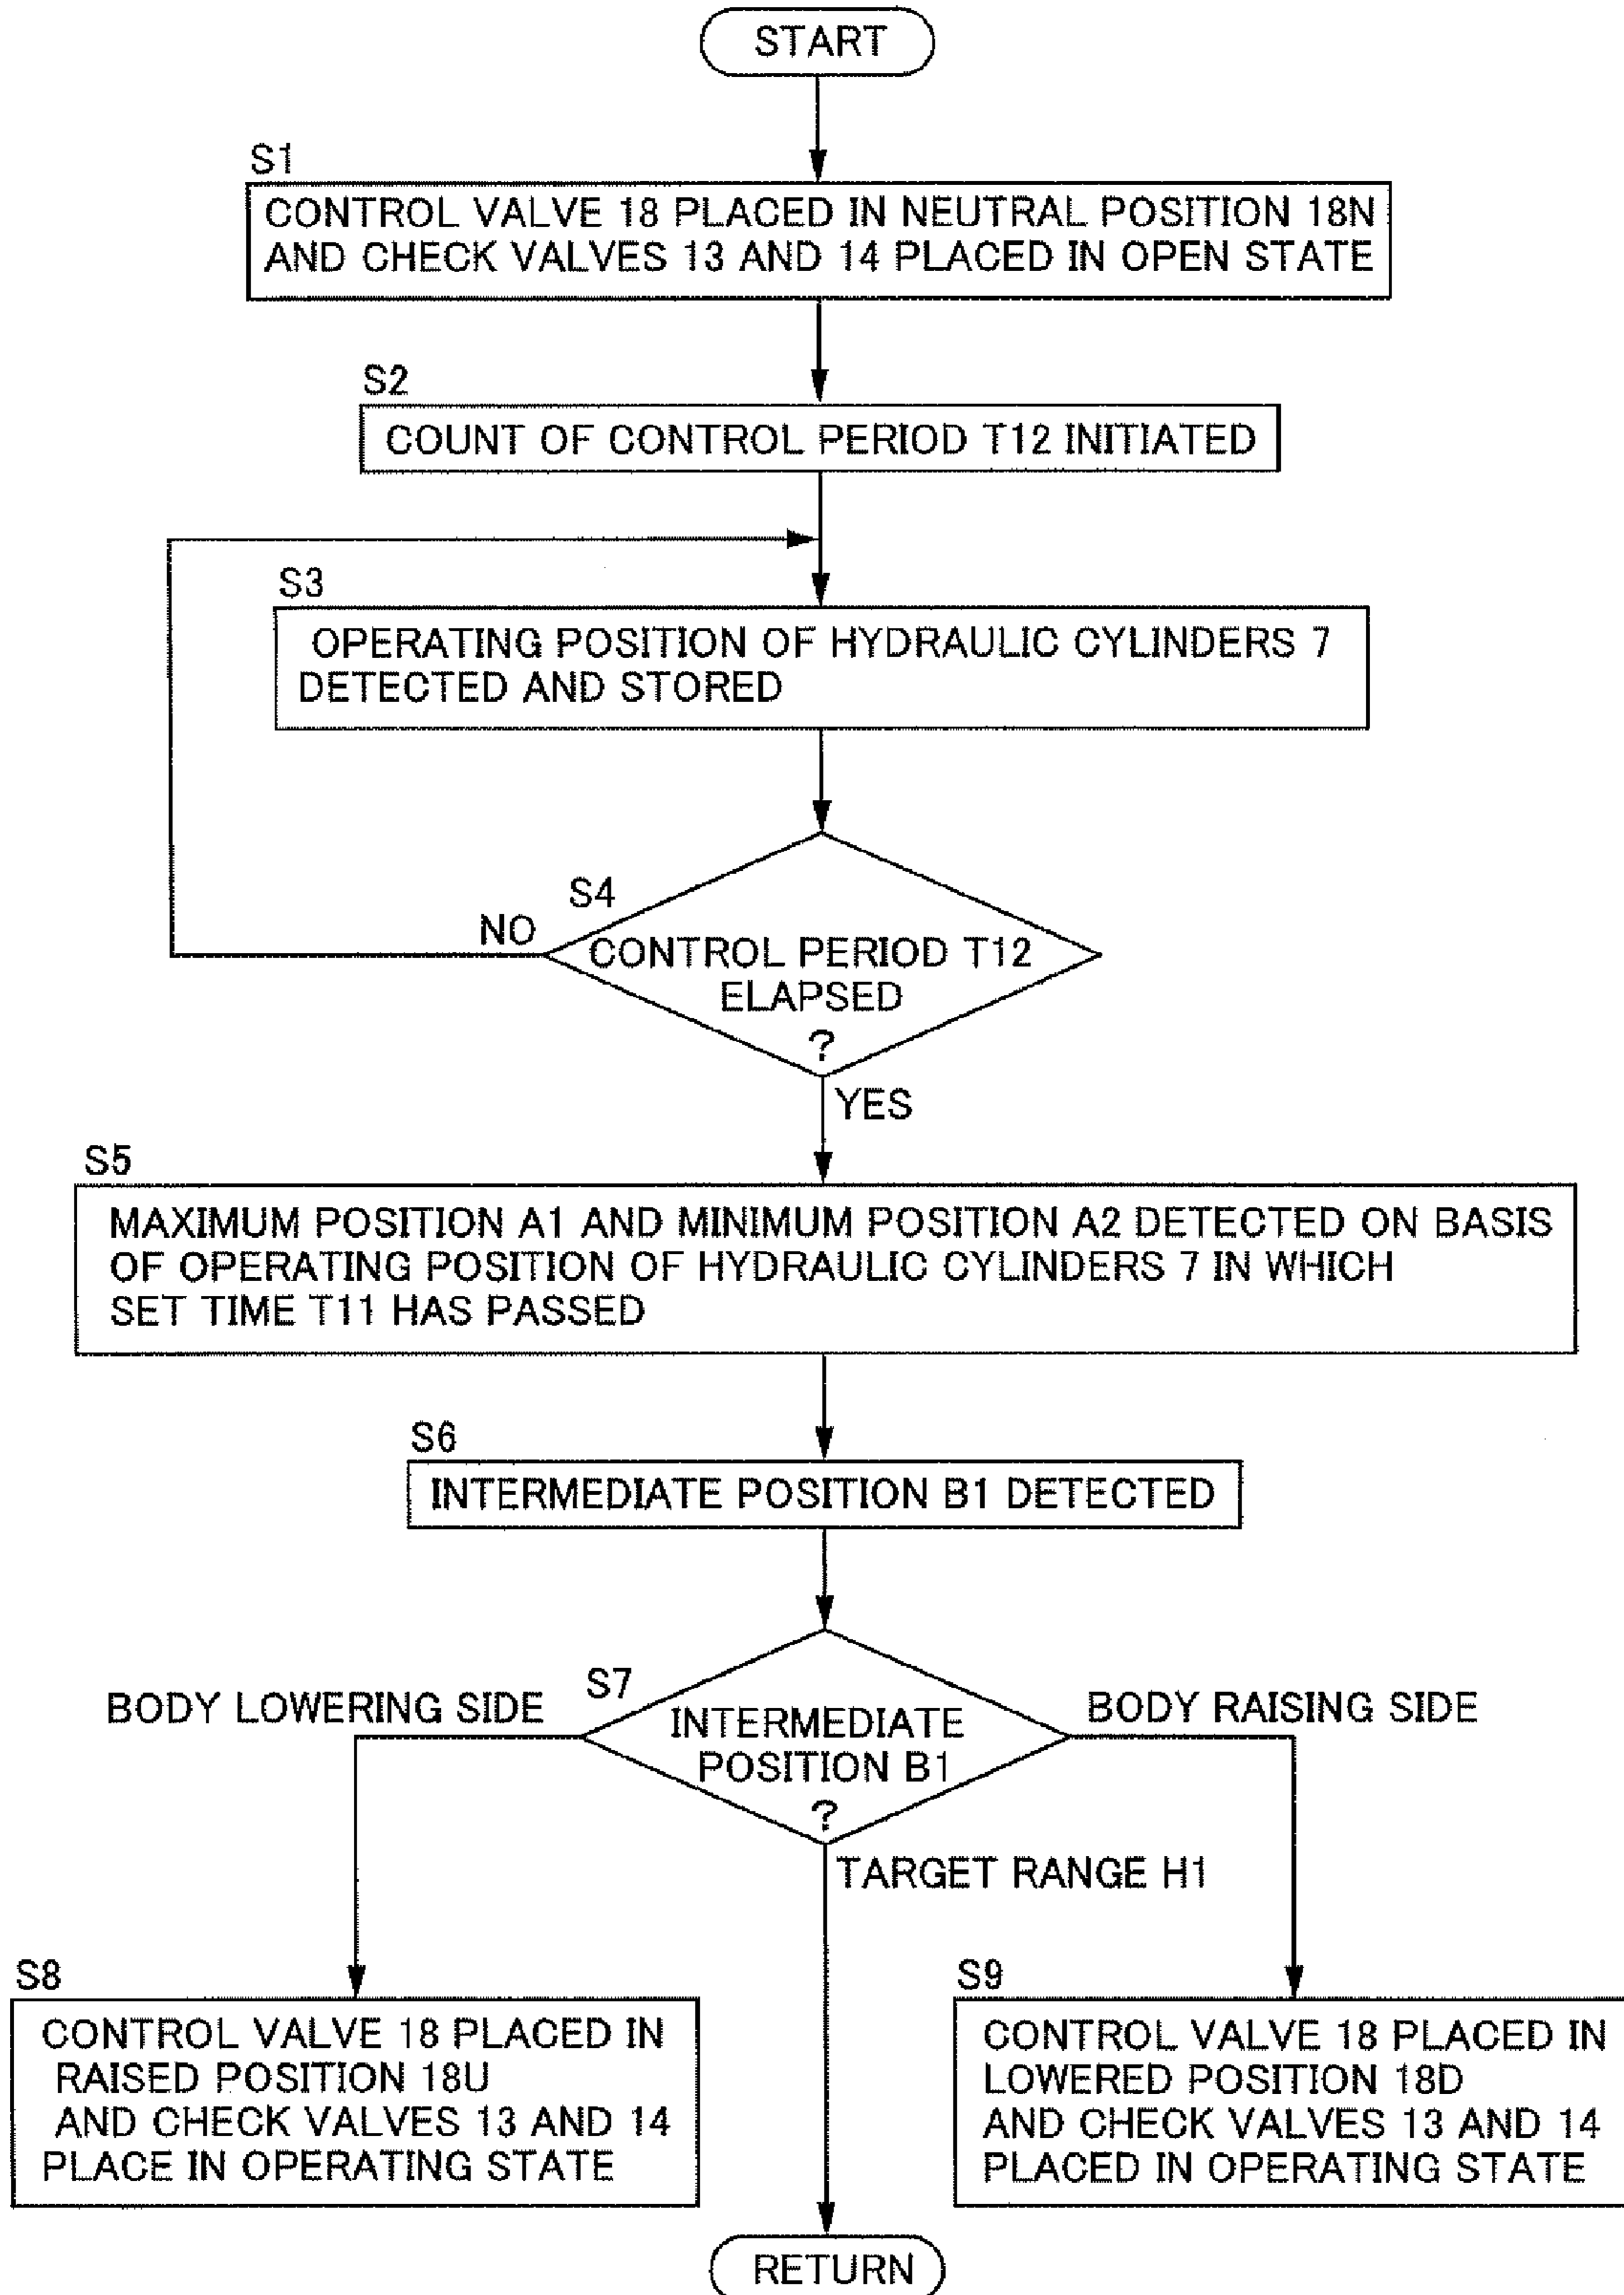 START
S1
CONTROL VALVE 18 PLACED IN NEUTRAL POSITION 18N
AND CHECK VALVES 13 AND 14 PLACED IN OPEN STATE
S2
COUNT OF CONTROL PERIOD T12 INITIATED
S3
OPERATING POSITION OF HYDRAULIC CYLINDERS 7
DETECTED AND STORED
S4
NO
CONTROL PERIOD T12
ELAPSED
?
YES
S5
MAXIMUM POSITION A1 AND MINIMUM POSITION A2 DETECTED ON BASIS
OF OPERATING POSITION OF HYDRAULIC CYLINDERS 7 IN WHICH
SET TIME T11 HAS PASSED
S6
INTERMEDIATE POSITION B1 DETECTED
S7
BODY LOWERING SIDE
BODY RAISING SIDE
INTERMEDIATE
POSITION B1
?
TARGET RANGE H1
S8
CONTROL VALVE 18 PLACED IN
RAISED POSITION 18U
AND CHECK VALVES 13 AND 14
PLACE IN OPERATING STATE
S9
CONTROL VALVE 18 PLACED IN
LOWERED POSITION 18D
AND CHECK VALVES 13 AND 14
PLACED IN OPERATING STATE
RETURN